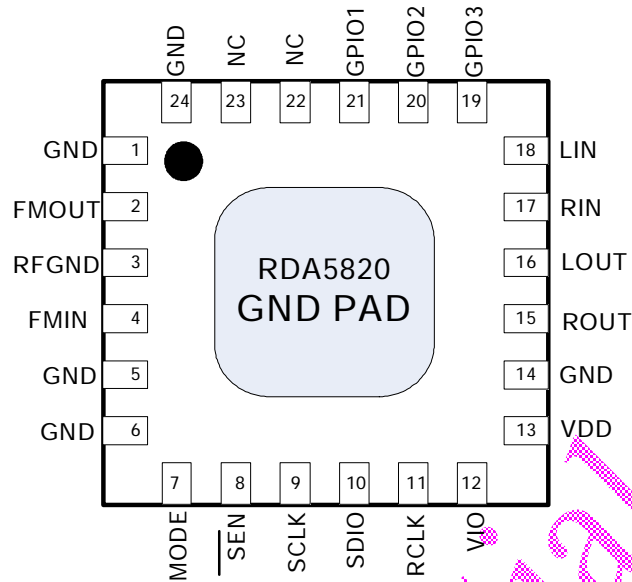 GND
NC
NC
GPIO1
GPIO2
GPIO3
24
23
22
21
20
19
GND 1
FMOUT 2
RFGND 3
FMIN 4
GND 5
GND 6
18 LIN
17 RIN
16 LOUT
15 ROUT
14 GND
13 VDD
RDA5820
GND PAD
7
8
9
10
11
12
MODE
SEN
SCLK
SDIO
RCLK
VIO